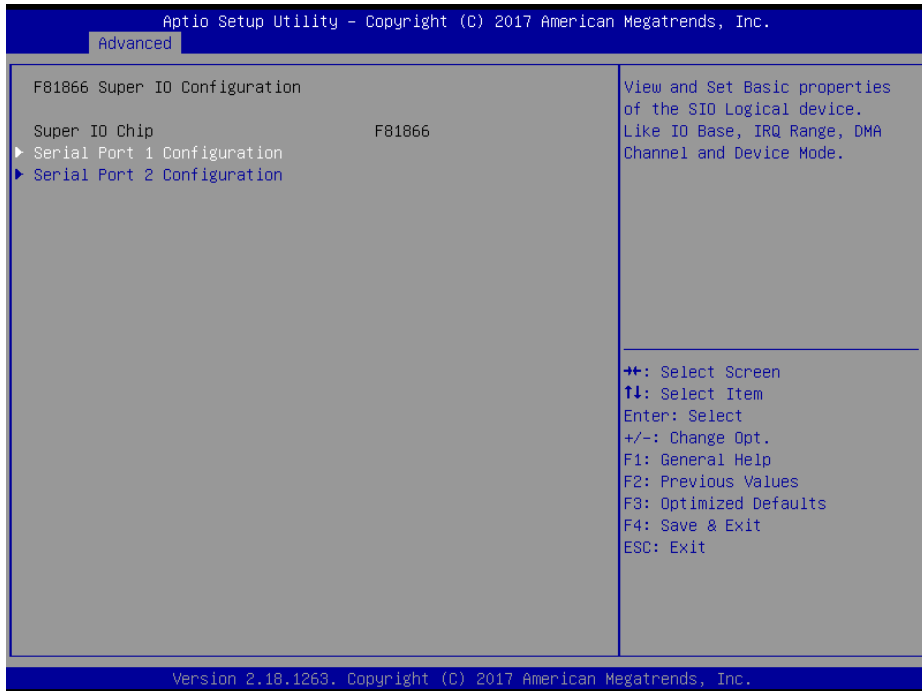 Aptio Setup Utility – Copyright (C) 2017 American Megatrends, Inc.
Advanced
F81866 Super IO Configuration
Super IO Chip F81866
▶ Serial Port 1 Configuration
▶ Serial Port 2 Configuration
View and Set Basic properties
of the SIO Logical device.
Like IO Base, IRQ Range, DMA
Channel and Device Mode.
→←: Select Screen
↑↓: Select Item
Enter: Select
+/-: Change Opt.
F1: General Help
F2: Previous Values
F3: Optimized Defaults
F4: Save & Exit
ESC: Exit
Version 2.18.1263. Copyright (C) 2017 American Megatrends, Inc.